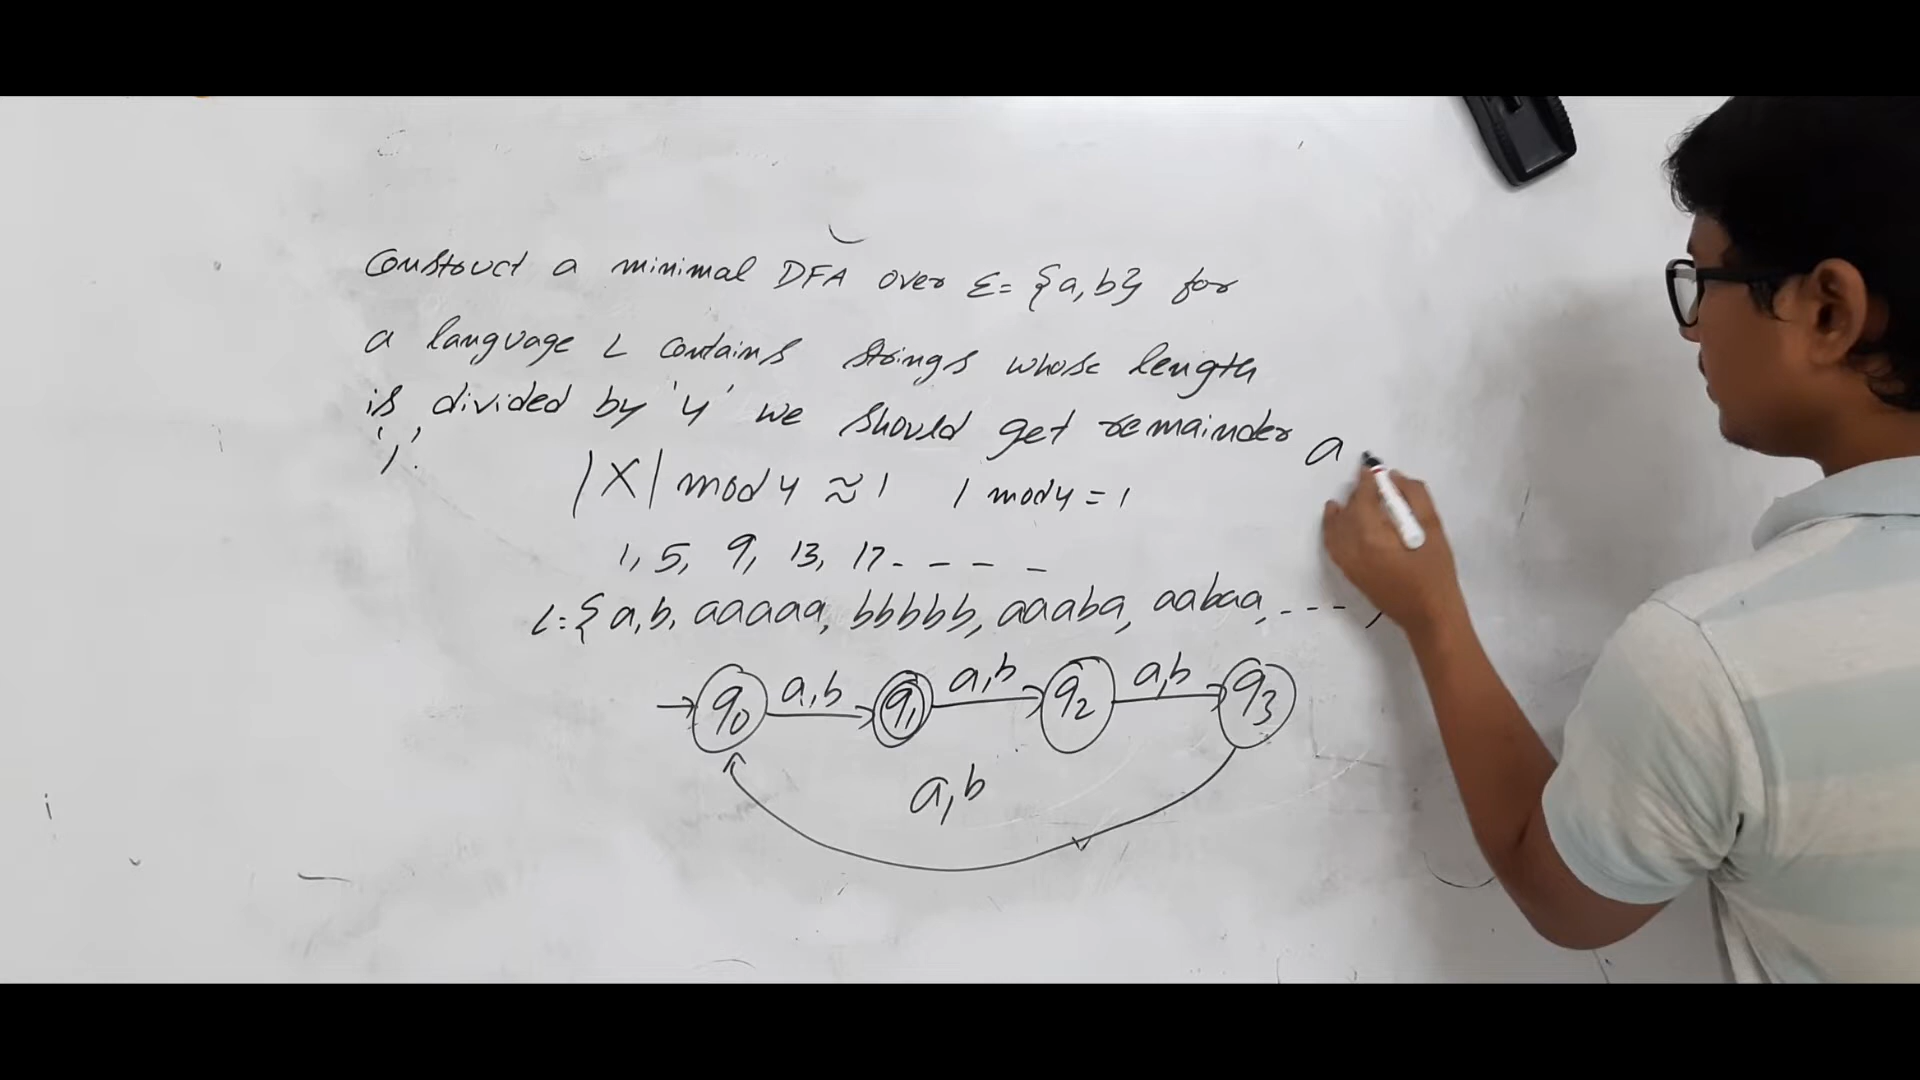 Construct a minimal DFA over Σ= {a,b} for
a language L contains strings whose length
is divided by '4' we should get remainder
'1'.
a
|X| mod 4 ≈ 1 1 mod 4 = 1
1, 5, 9, 13, 17 - - - -
L={ a,b, aaaaa, bbbbb, aaaba, aabaa, - - -
→ q0 a,b q1 a,b q2 a,b q3
a,b